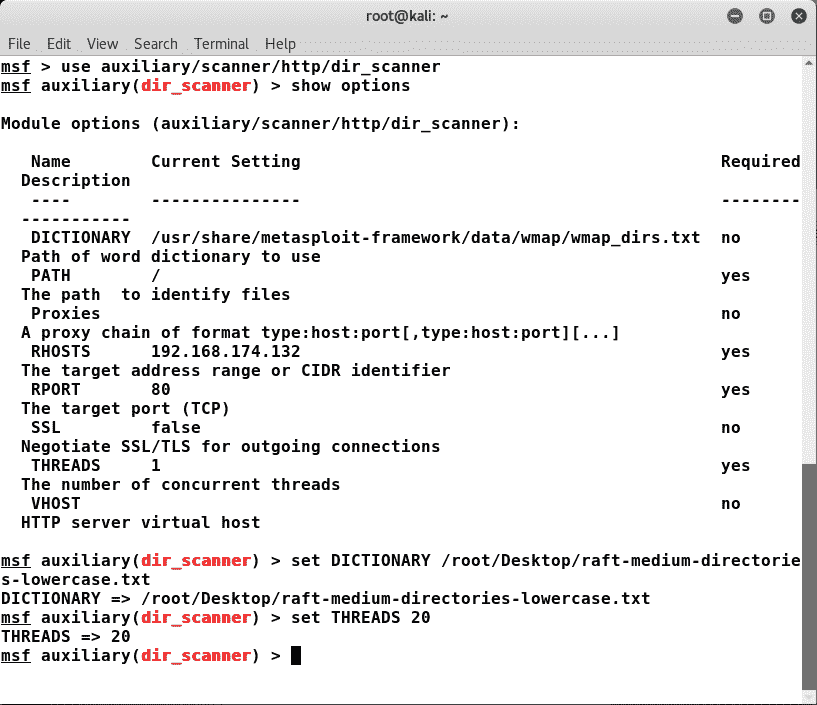 root@kali: ~
File Edit View Search Terminal Help
msf > use auxiliary/scanner/http/dir_scanner
msf auxiliary(dir_scanner) > show options
Module options (auxiliary/scanner/http/dir_scanner):
Name Current Setting Required
Description
---- --------------- --------
-----------
DICTIONARY /usr/share/metasploit-framework/data/wmap/wmap_dirs.txt no
Path of word dictionary to use
PATH / yes
The path  to identify files
Proxies no
A proxy chain of format type:host:port[,type:host:port][...]
RHOSTS 192.168.174.132 yes
The target address range or CIDR identifier
RPORT 80 yes
The target port (TCP)
SSL false no
Negotiate SSL/TLS for outgoing connections
THREADS 1 yes
The number of concurrent threads
VHOST no
HTTP server virtual host
msf auxiliary(dir_scanner) > set DICTIONARY /root/Desktop/raft-medium-directorie
s-lowercase.txt
DICTIONARY => /root/Desktop/raft-medium-directories-lowercase.txt
msf auxiliary(dir_scanner) > set THREADS 20
THREADS => 20
msf auxiliary(dir_scanner) >